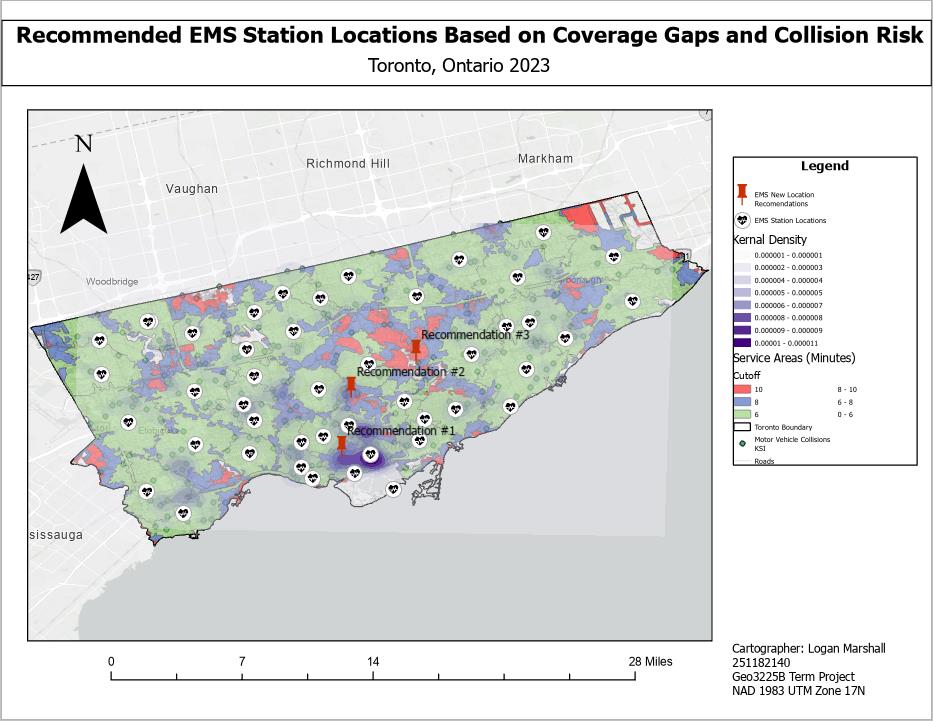 Recommended EMS Station Locations Based on Coverage Gaps and Collision Risk
Toronto, Ontario 2023
N
7
Richmond Hill
Markham
Vaughan
427
Woodbridge
Recommendation #3
Recommendation #2
Recommendation #1
Etobicoke
sissauga
Legend
EMS New Location
Recomendations
EMS Station Locations
Kernal Density
0.000001 - 0.000001
0.000002 - 0.000003
0.000004 - 0.000004
0.000005 - 0.000005
0.000006 - 0.000007
0.000008 - 0.000008
0.000009 - 0.000009
0.00001 - 0.000011
Service Areas (Minutes)
Cutoff
10 8 - 10
8 6 - 8
6 0 - 6
Toronto Boundary
Motor Vehicle Collisions
KSI
Roads
0 7 14 28 Miles
Cartographer: Logan Marshall
251182140
Geo3225B Term Project
NAD 1983 UTM Zone 17N